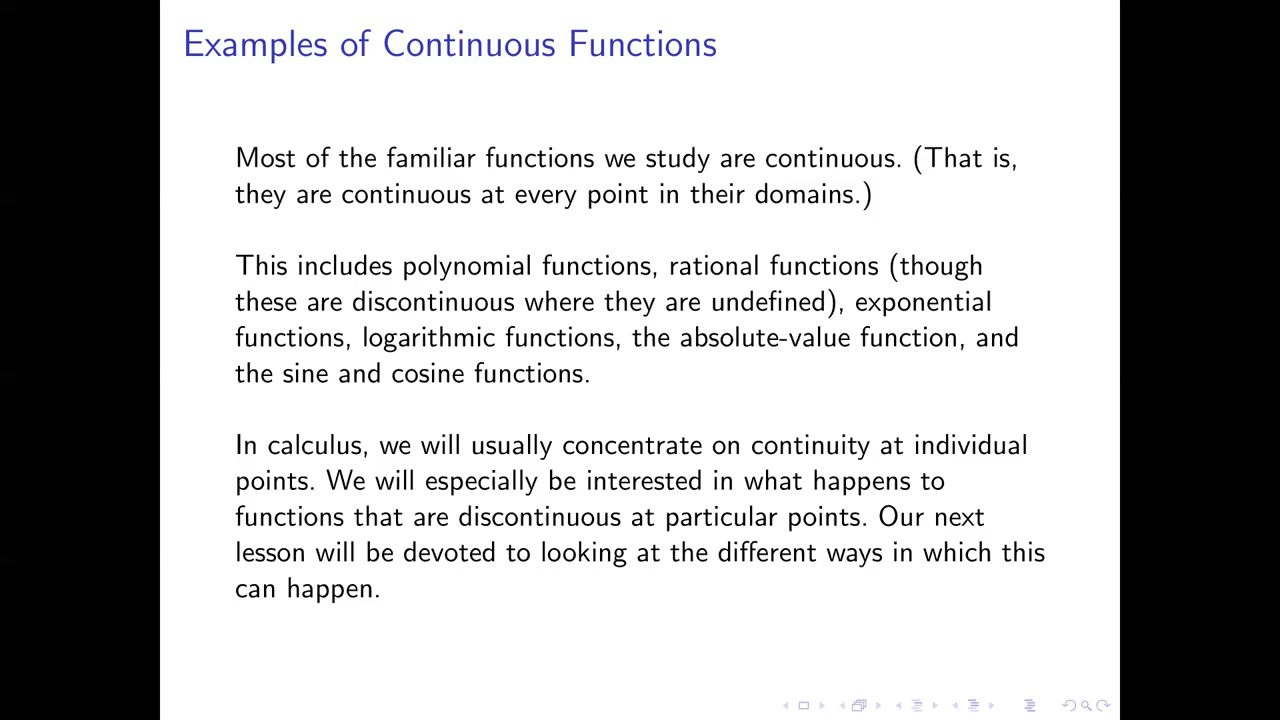 Examples of Continuous Functions
Most of the familiar functions we study are continuous. (That is,
they are continuous at every point in their domains.)
This includes polynomial functions, rational functions (though
these are discontinuous where they are undefined), exponential
functions, logarithmic functions, the absolute-value function, and
the sine and cosine functions.
In calculus, we will usually concentrate on continuity at individual
points. We will especially be interested in what happens to
functions that are discontinuous at particular points. Our next
lesson will be devoted to looking at the different ways in which this
can happen.